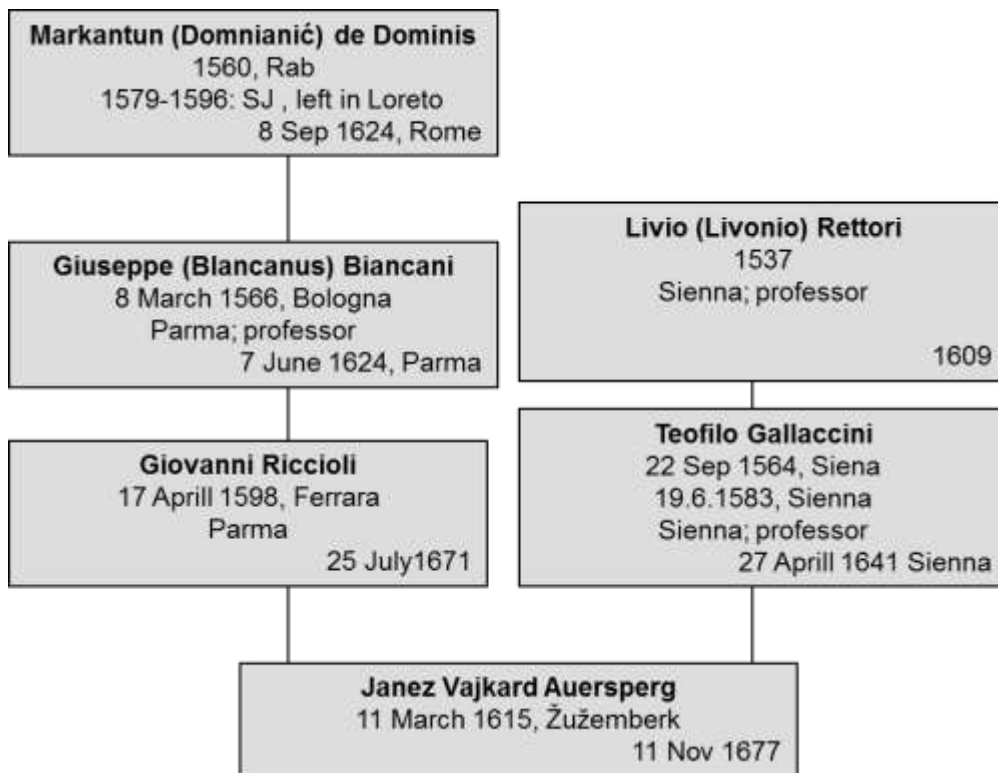 Markantun (Domnianić) de Dominis
1560, Rab
1579-1596: SJ , left in Loreto
8 Sep 1624, Rome
Giuseppe (Blancanus) Biancani
8 March 1566, Bologna
Parma; professor
7 June 1624, Parma
Giovanni Riccioli
17 Aprill 1598, Ferrara
Parma
25 July1671
Livio (Livonio) Rettori
1537
Sienna; professor
1609
Teofilo Gallaccini
22 Sep 1564, Siena
19.6.1583, Sienna
Sienna; professor
27 Aprill 1641 Sienna
Janez Vajkard Auersperg
11 March 1615, Žužemberk
11 Nov 1677